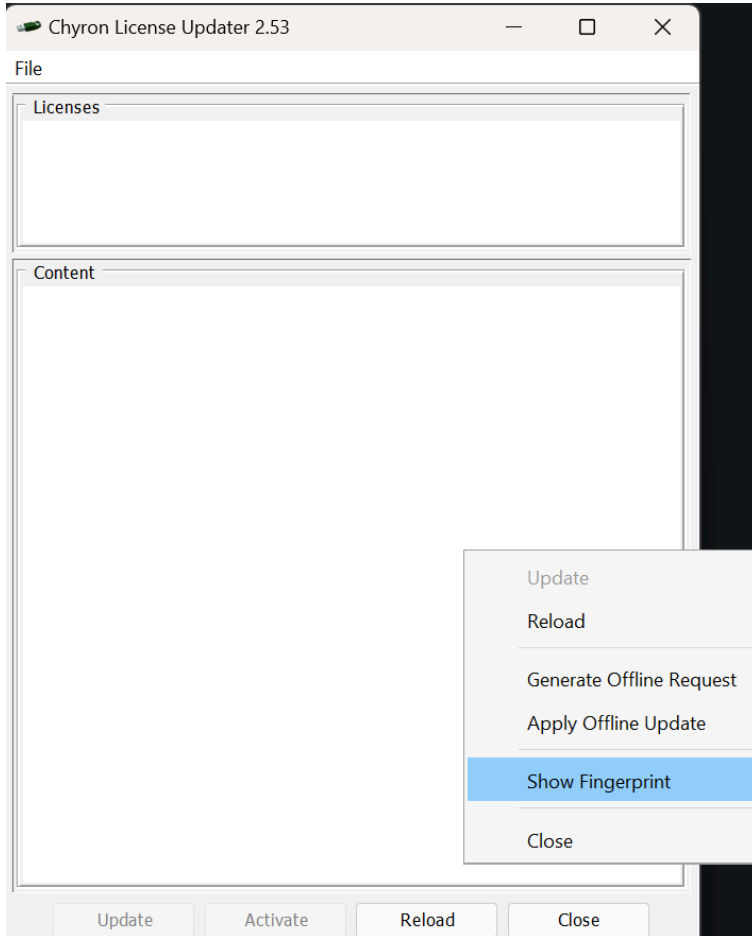 Chyron License Updater 2.53
File
Licenses
Content
Update
Reload
Generate Offline Request
Apply Offline Update
Show Fingerprint
Close
Update Activate Reload Close